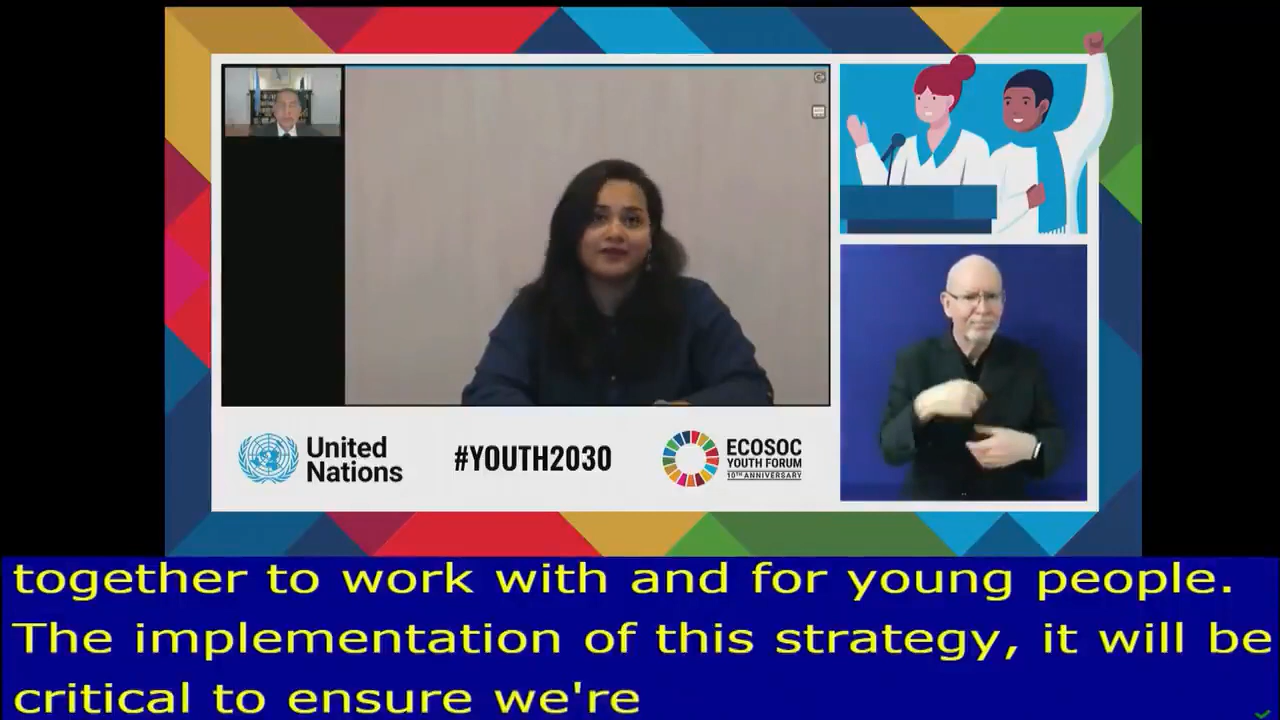 United
Nations
#YOUTH2030
ECOSOC
YOUTH FORUM
10TH ANNIVERSARY
together to work with and for young people.
The implementation of this strategy, it will be
critical to ensure we're